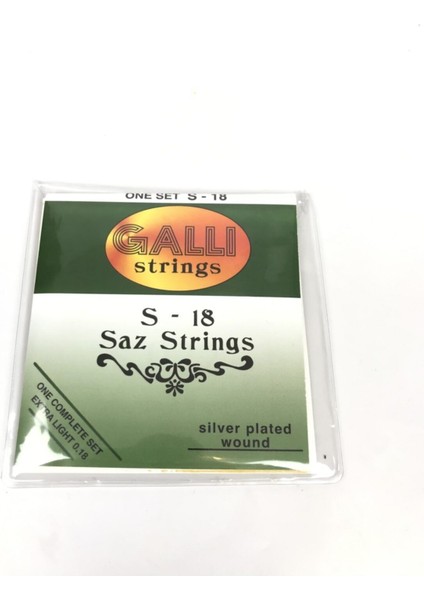 ONE SET S - 18
GALLI
strings
S - 18
Saz Strings
ONE COMPLETE SET
EXTRA LIGHT 0.18
silver plated
wound